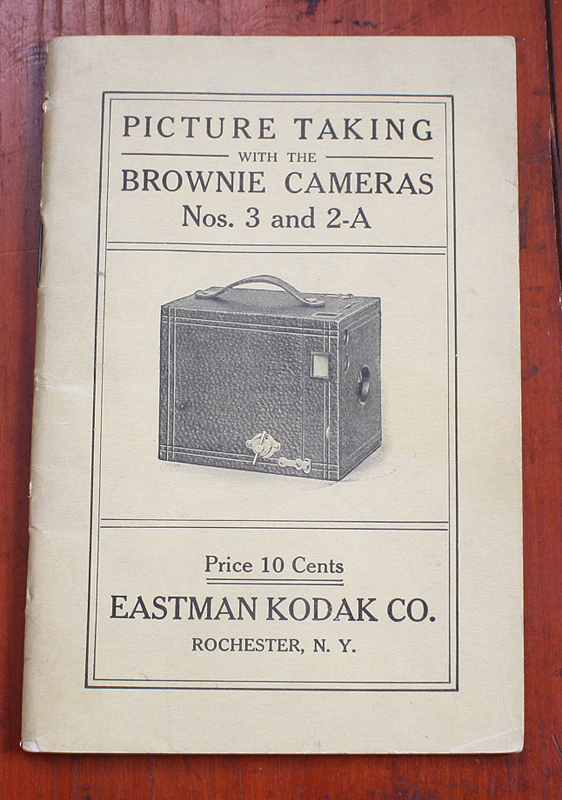 PICTURE TAKING
WITH THE
BROWNIE CAMERAS
Nos. 3 and 2-A
Price 10 Cents
EASTMAN KODAK CO.
ROCHESTER, N. Y.